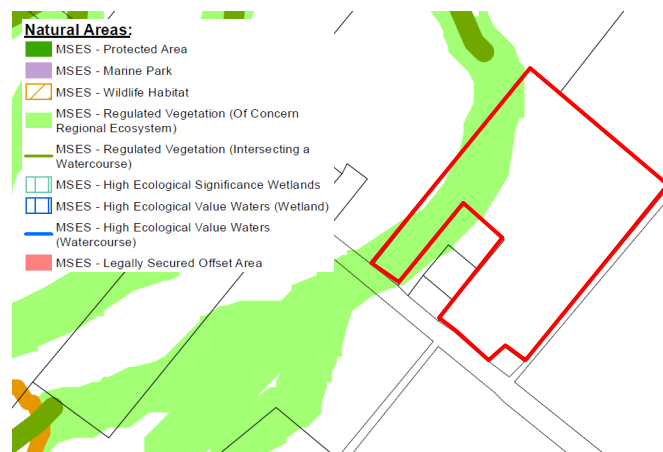 Natural Areas:
MSES - Protected Area
MSES - Marine Park
MSES - Wildlife Habitat
MSES - Regulated Vegetation (Of Concern
Regional Ecosystem)
MSES - Regulated Vegetation (Intersecting a
Watercourse)
MSES - High Ecological Significance Wetlands
MSES - High Ecological Value Waters (Wetland)
MSES - High Ecological Value Waters
(Watercourse)
MSES - Legally Secured Offset Area